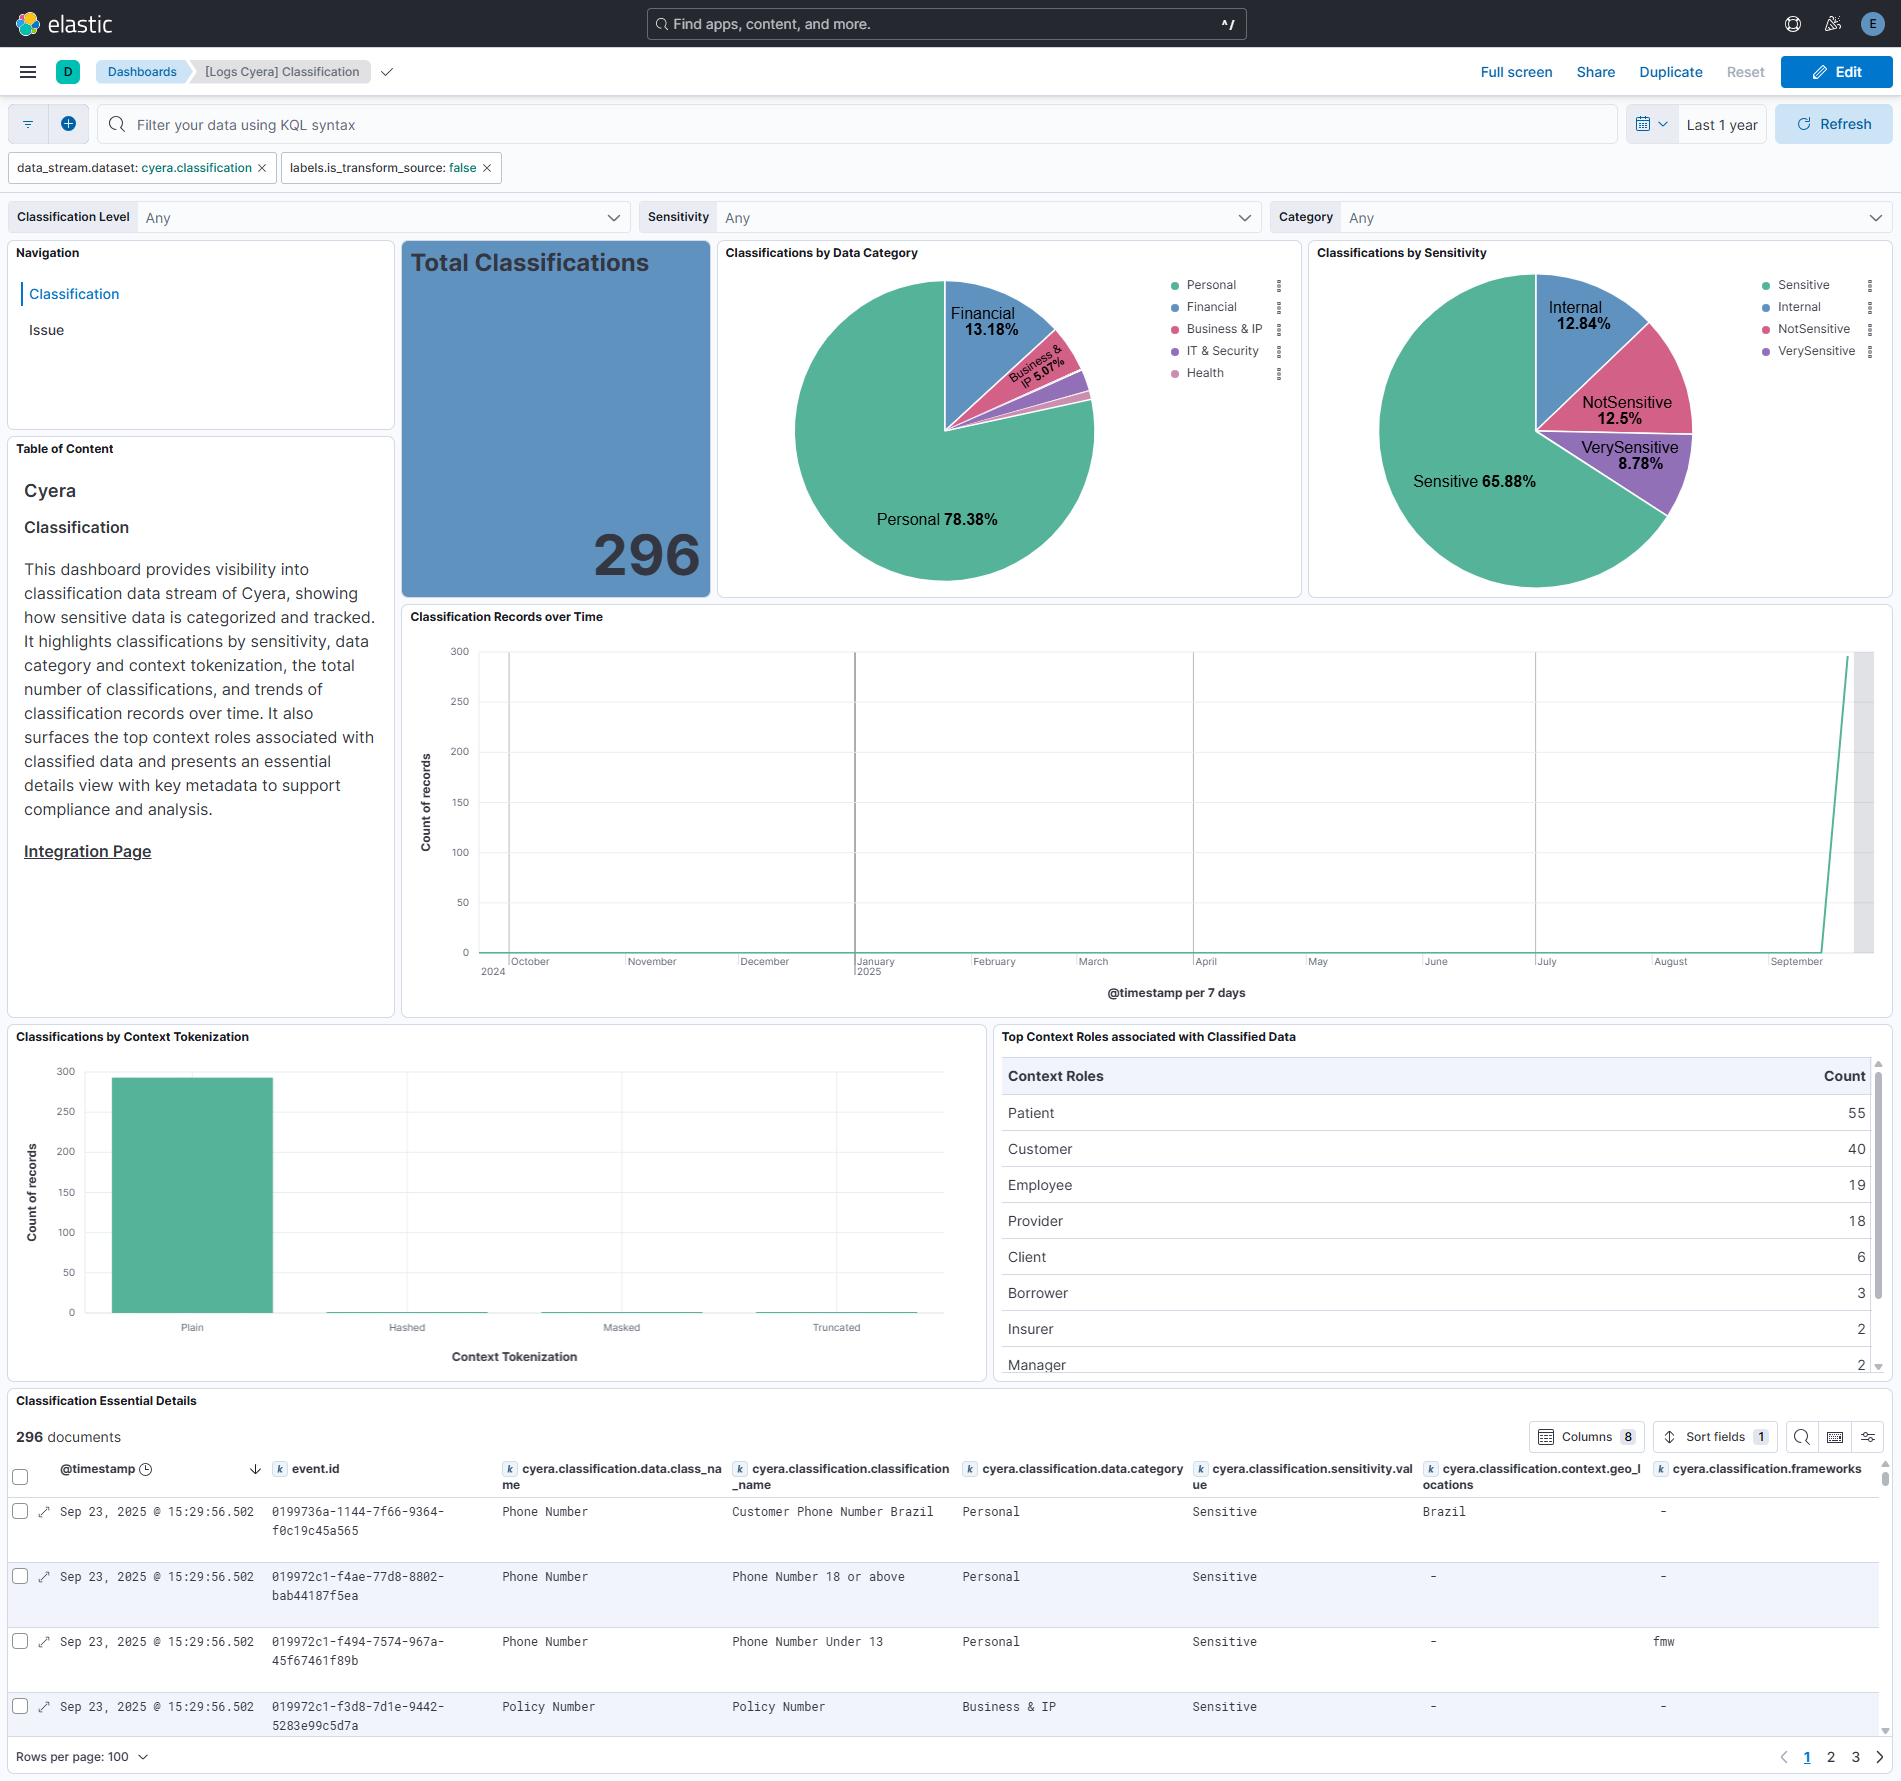 elastic
Find apps, content, and more.
^/
E
D
Dashboards
[Logs Cyera] Classification
Full screen
Share
Duplicate
Reset
Edit
Filter your data using KQL syntax
Last 1 year
Refresh
data_stream.dataset: cyera.classification
labels.is_transform_source: false
Classification Level
Any
Sensitivity
Any
Category
Any
Navigation
Classification
Issue
Table of Content
Cyera
Classification
This dashboard provides visibility into
classification data stream of Cyera, showing
how sensitive data is categorized and tracked.
It highlights classifications by sensitivity, data
category and context tokenization, the total
number of classifications, and trends of
classification records over time. It also
surfaces the top context roles associated with
classified data and presents an essential
details view with key metadata to support
compliance and analysis.
Integration Page
Total Classifications
296
Classifications by Data Category
Financial
13.18%
Business &
IP 5.07%
Personal 78.38%
Personal
Financial
Business & IP
IT & Security
Health
Classifications by Sensitivity
Internal
12.84%
NotSensitive
12.5%
VerySensitive
8.78%
Sensitive 65.88%
Sensitive
Internal
NotSensitive
VerySensitive
Classification Records over Time
Count of records
300
250
200
150
100
50
0
October
2024
November
December
January
2025
February
March
April
May
June
July
August
September
@timestamp per 7 days
Classifications by Context Tokenization
Count of records
300
250
200
150
100
50
0
Plain
Hashed
Masked
Truncated
Context Tokenization
Top Context Roles associated with Classified Data
Context Roles Count
Patient 55
Customer 40
Employee 19
Provider 18
Client 6
Borrower 3
Insurer 2
Manager 2
Classification Essential Details
296 documents
Columns 8
Sort fields 1
@timestamp
k event.id
k cyera.classification.data.class_na
me
k cyera.classification.classification
_name
k cyera.classification.data.category
k cyera.classification.sensitivity.val
ue
k cyera.classification.context.geo_l
ocations
k cyera.classification.frameworks
Sep 23, 2025 @ 15:29:56.502
0199736a-1144-7f66-9364-
f0c19c45a565
Phone Number
Customer Phone Number Brazil
Personal
Sensitive
Brazil
-
Sep 23, 2025 @ 15:29:56.502
019972c1-f4ae-77d8-8802-
bab44187f5ea
Phone Number
Phone Number 18 or above
Personal
Sensitive
-
-
Sep 23, 2025 @ 15:29:56.502
019972c1-f494-7574-967a-
45f67461f89b
Phone Number
Phone Number Under 13
Personal
Sensitive
-
fmw
Sep 23, 2025 @ 15:29:56.502
019972c1-f3d8-7d1e-9442-
5283e99c5d7a
Policy Number
Policy Number
Business & IP
Sensitive
-
-
Rows per page: 100
1 2 3